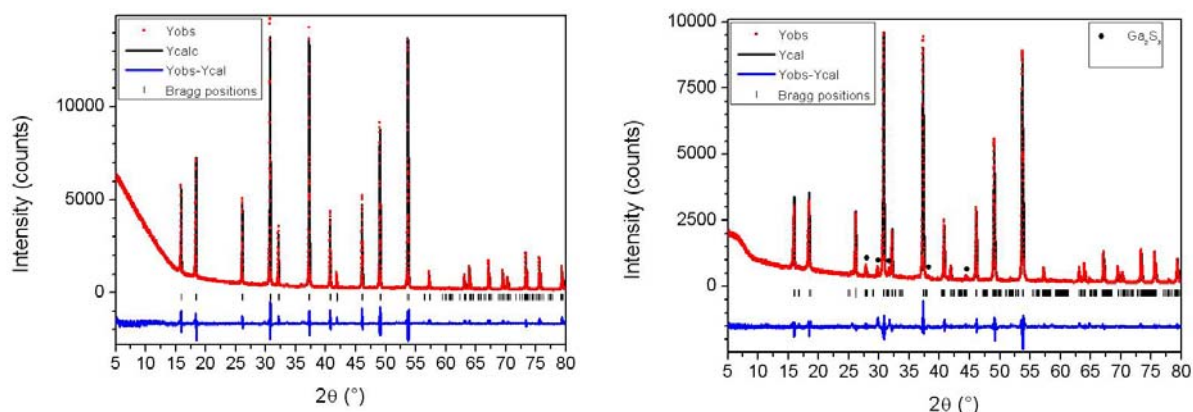 Yobs
Ycalc
Yobs-Ycal
Bragg positions
15000
10000
5000
0
Intensity (counts)
5 10 15 20 25 30 35 40 45 50 55 60 65 70 75 80
2θ (°)
Yobs
Ycal
Yobs-Ycal
Bragg positions
Ga₂S₃
10000
7500
5000
2500
0
Intensity (counts)
5 10 15 20 25 30 35 40 45 50 55 60 65 70 75 80
2θ (°)